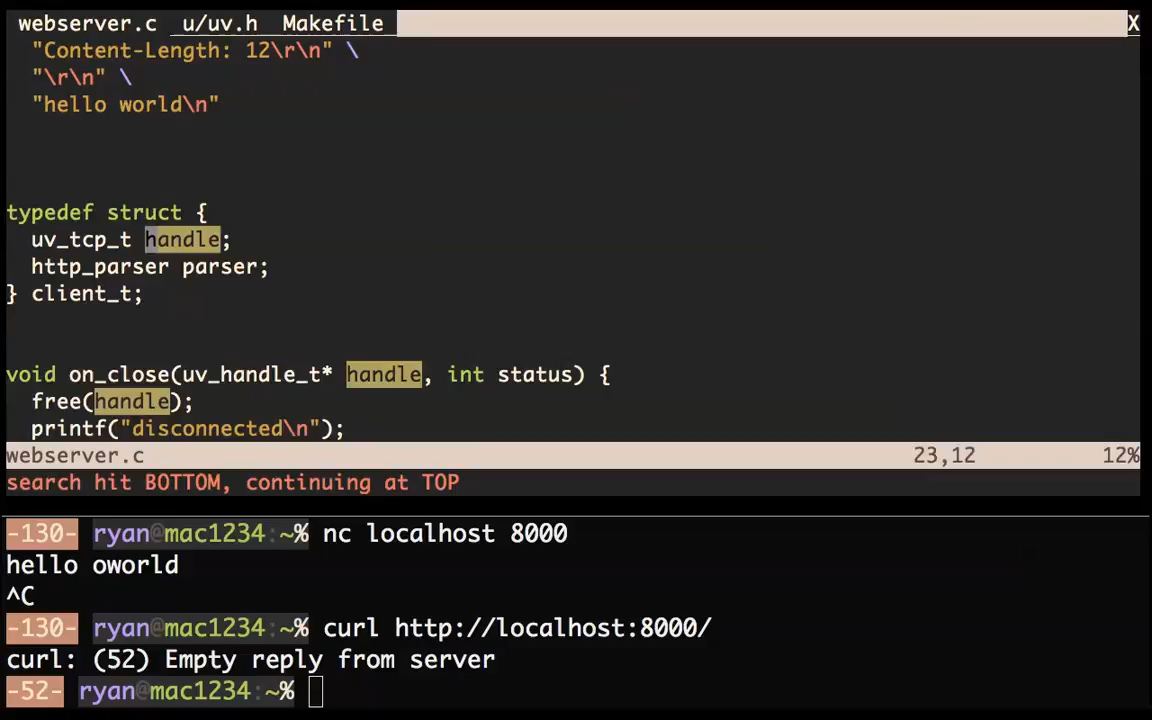 webserver.c u/uv.h Makefile X
"Content-Length: 12\r\n" \
"\r\n" \
"hello world\n"
typedef struct {
uv_tcp_t handle;
http_parser parser;
} client_t;
void on_close(uv_handle_t* handle, int status) {
free(handle);
printf("disconnected\n");
webserver.c 23,12 12%
search hit BOTTOM, continuing at TOP
-130- ryan@mac1234:~% nc localhost 8000
hello oworld
^C
-130- ryan@mac1234:~% curl http://localhost:8000/
curl: (52) Empty reply from server
-52- ryan@mac1234:~%